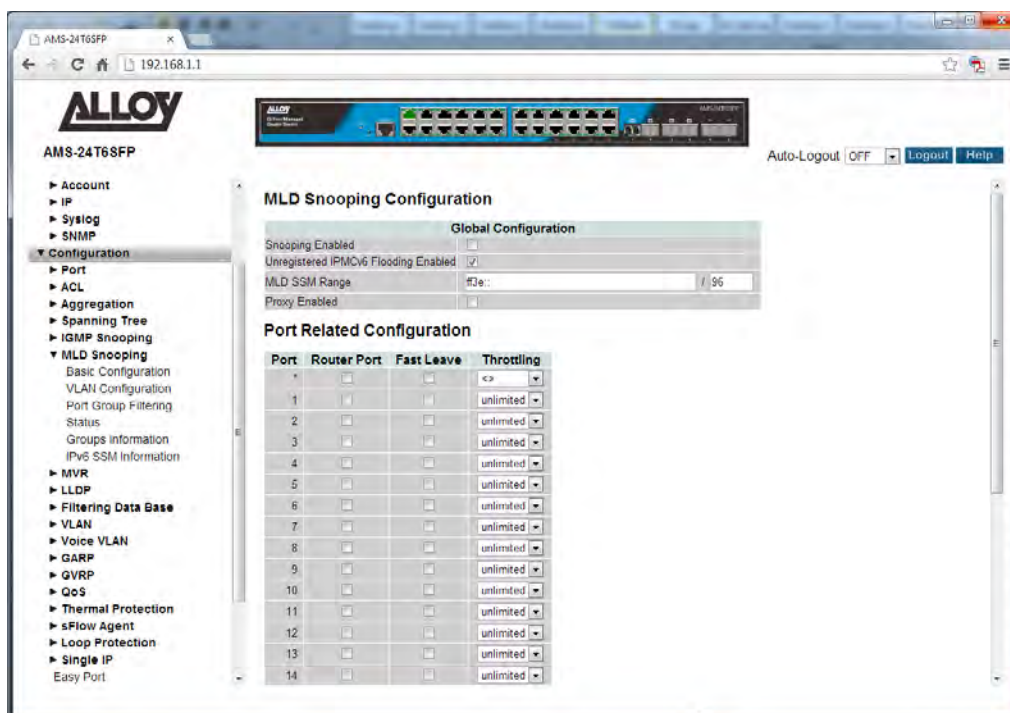 AMS-24T6SFP
192.168.1.1
ALLOY
ALLOY
AMS-24T6SFP
Auto-Logout OFF Logout Help
Account
IP
Syslog
SNMP
Configuration
Port
ACL
Aggregation
Spanning Tree
IGMP Snooping
MLD Snooping
Basic Configuration
VLAN Configuration
Port Group Filtering
Status
Groups Information
IPv6 SSM Information
MVR
LLDP
Filtering Data Base
VLAN
Voice VLAN
GARP
GVRP
QoS
Thermal Protection
sFlow Agent
Loop Protection
Single IP
Easy Port
MLD Snooping Configuration
Global Configuration
Snooping Enabled
Unregistered IPMCv6 Flooding Enabled
MLD SSM Range ff3e:: / 96
Proxy Enabled
Port Related Configuration
Port Router Port Fast Leave Throttling
* <>
1 unlimited
2 unlimited
3 unlimited
4 unlimited
5 unlimited
6 unlimited
7 unlimited
8 unlimited
9 unlimited
10 unlimited
11 unlimited
12 unlimited
13 unlimited
14 unlimited